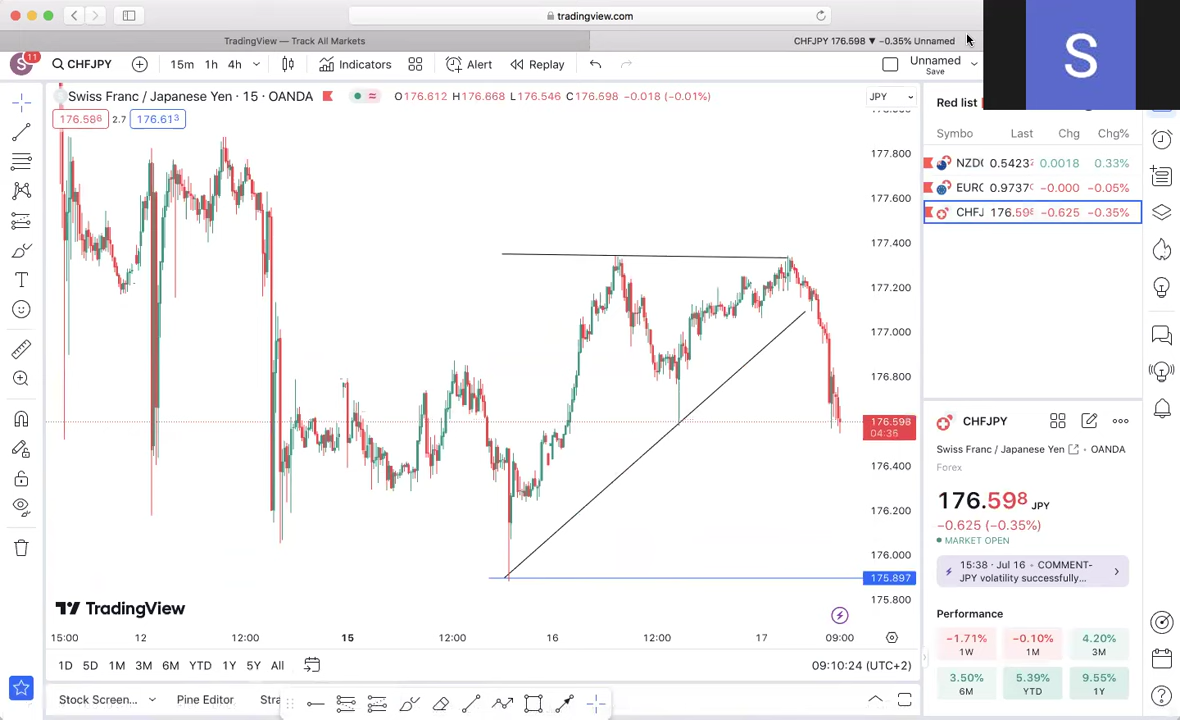 tradingview.com
TradingView — Track All Markets
CHFJPY 176.598 ▼ −0.35% Unnamed
S
S
11
CHFJPY
15m 1h 4h
Indicators
Alert
Replay
Unnamed
Save
Swiss Franc / Japanese Yen · 15 · OANDA
O176.612 H176.668 L176.546 C176.598 −0.018 (−0.01%)
JPY
176.586
2.7
176.613
177.800
177.600
177.400
177.200
177.000
176.800
176.598
04:36
176.400
176.200
176.000
175.897
175.800
Red list
Symbo Last Chg Chg%
NZD 0.5423 0.0018 0.33%
EUR 0.9737 −0.000 −0.05%
CHFJ 176.59 −0.625 −0.35%
CHFJPY
Swiss Franc / Japanese Yen · OANDA
Forex
176.598 JPY
−0.625 (−0.35%)
MARKET OPEN
15:38 · Jul 16 · COMMENT-
JPY volatility successfully...
Performance
−1.71% −0.10% 4.20%
1W 1M 3M
3.50% 5.39% 9.55%
6M YTD 1Y
TradingView
15:00 12 12:00 15 12:00 16 12:00 17 09:00
1D 5D 1M 3M 6M YTD 1Y 5Y All
09:10:24 (UTC+2)
Stock Screen...
Pine Editor
Stra